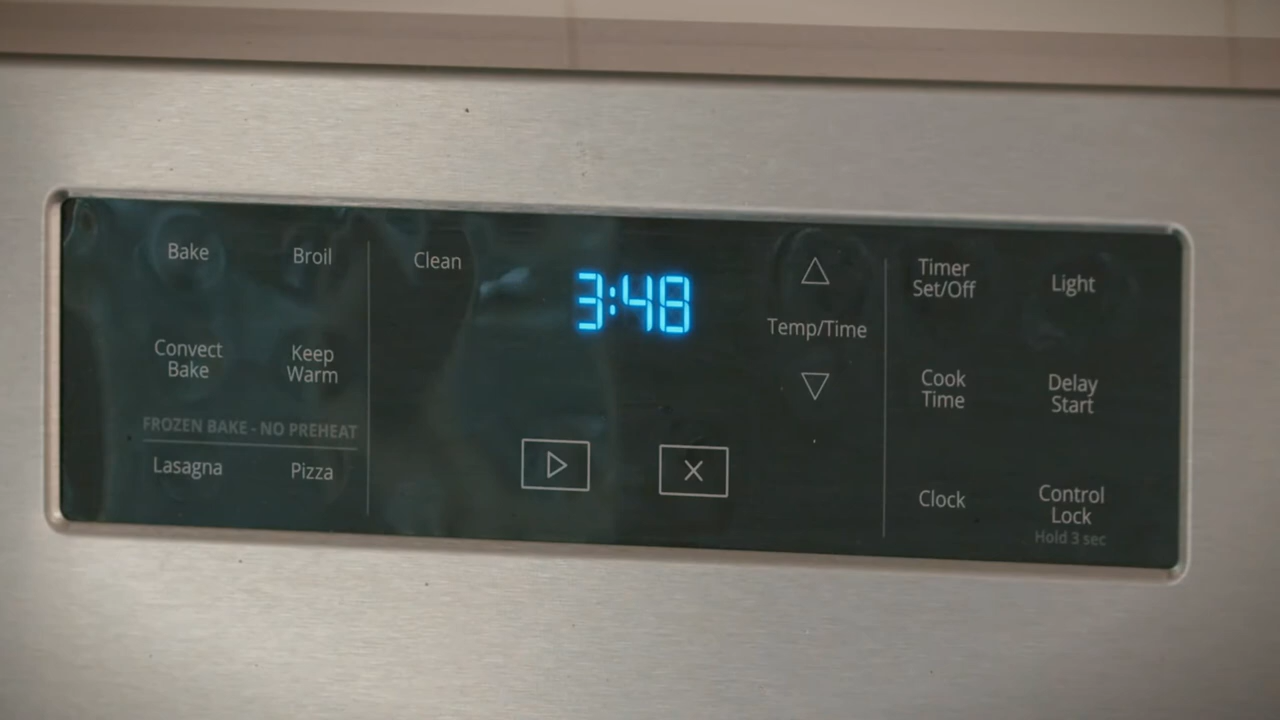 Bake
Broil
Convect
Bake
Keep
Warm
FROZEN BAKE - NO PREHEAT
Lasagna
Pizza
Clean
3:48
Temp/Time
Timer
Set/Off
Light
Cook
Time
Delay
Start
Clock
Control
Lock
Hold 3 sec